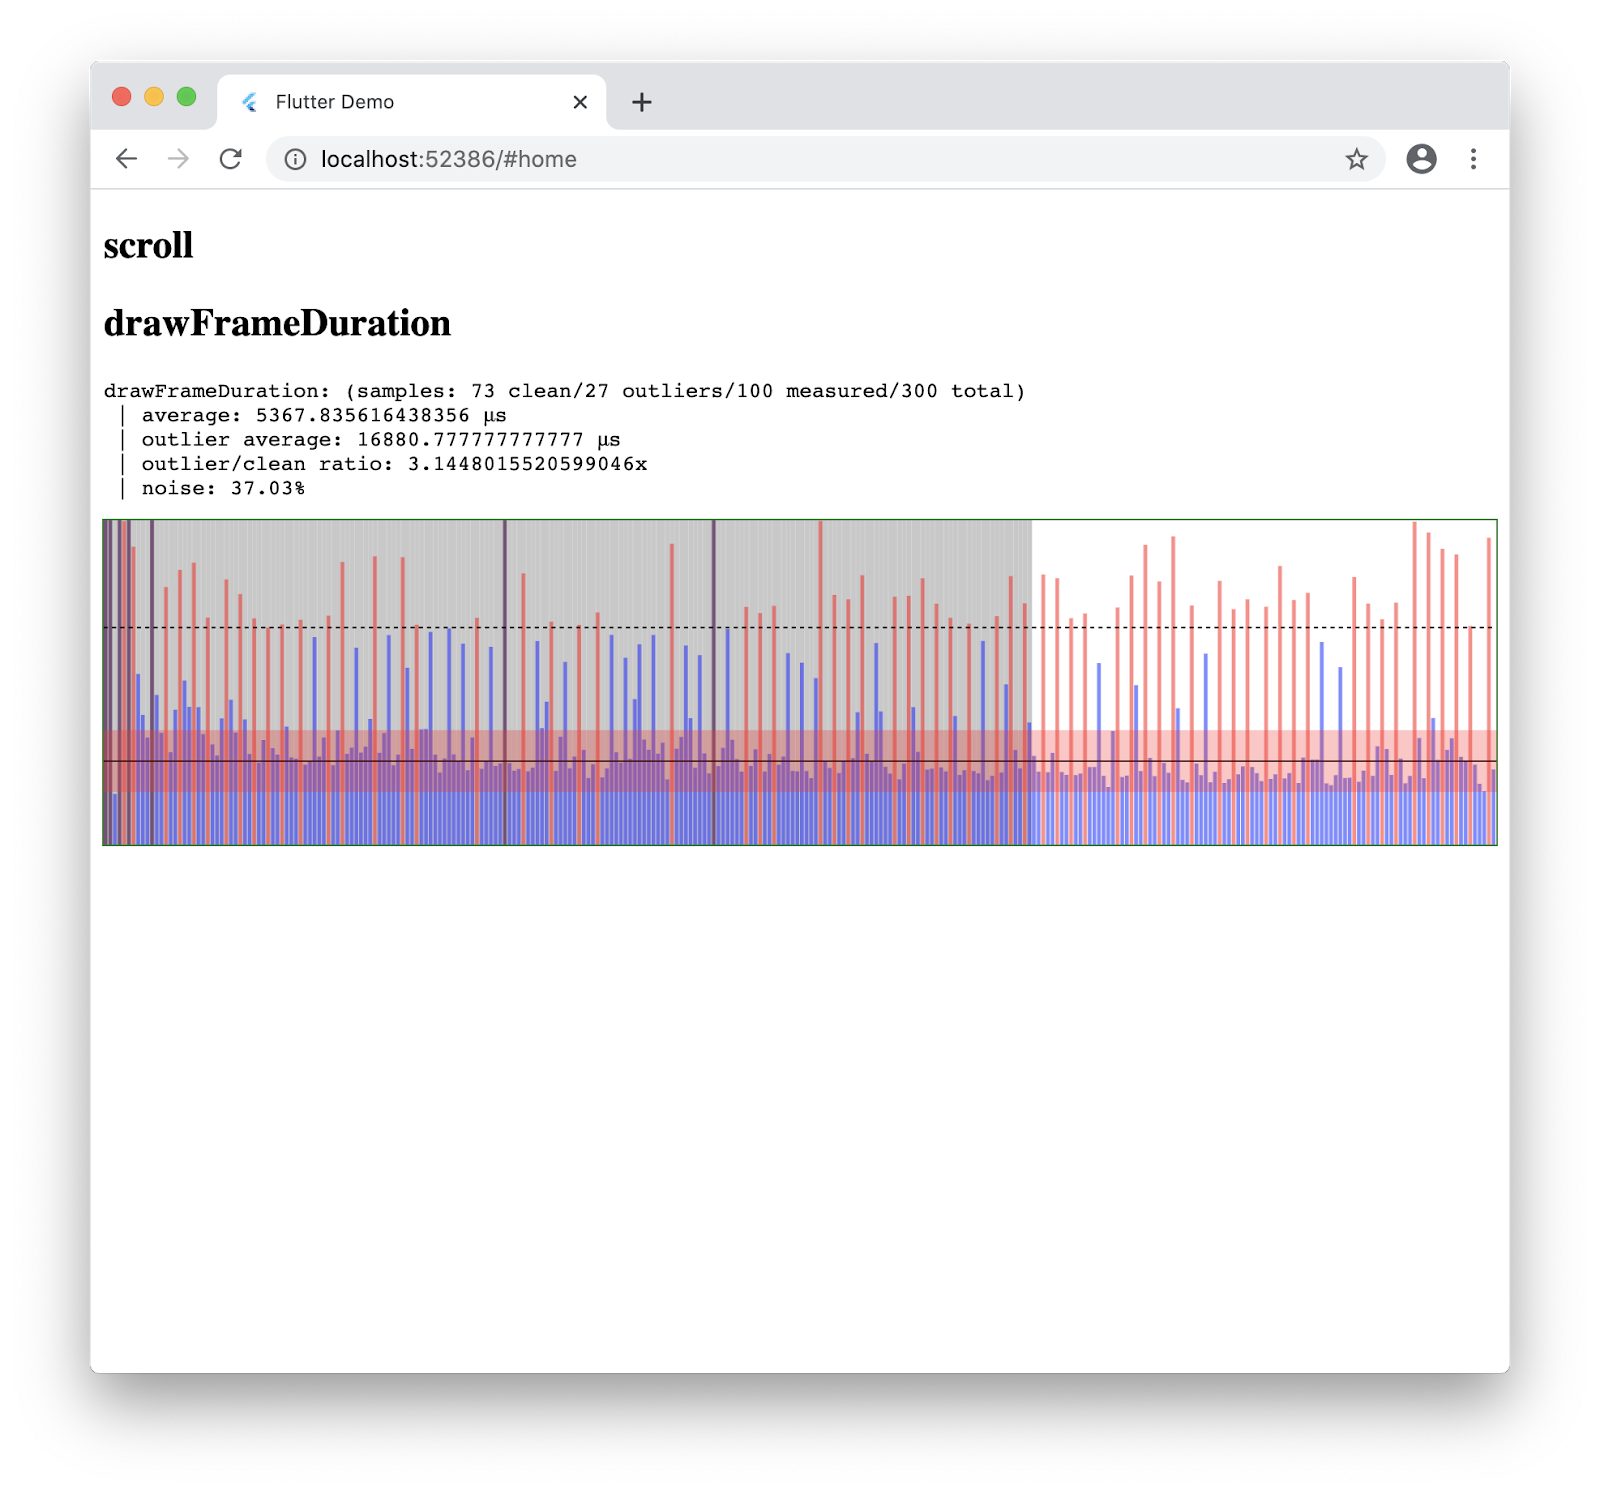 Flutter Demo
localhost:52386/#home
scroll
drawFrameDuration
drawFrameDuration: (samples: 73 clean/27 outliers/100 measured/300 total)
| average: 5367.835616438356 μs
| outlier average: 16880.777777777777 μs
| outlier/clean ratio: 3.1448015520599046x
| noise: 37.03%